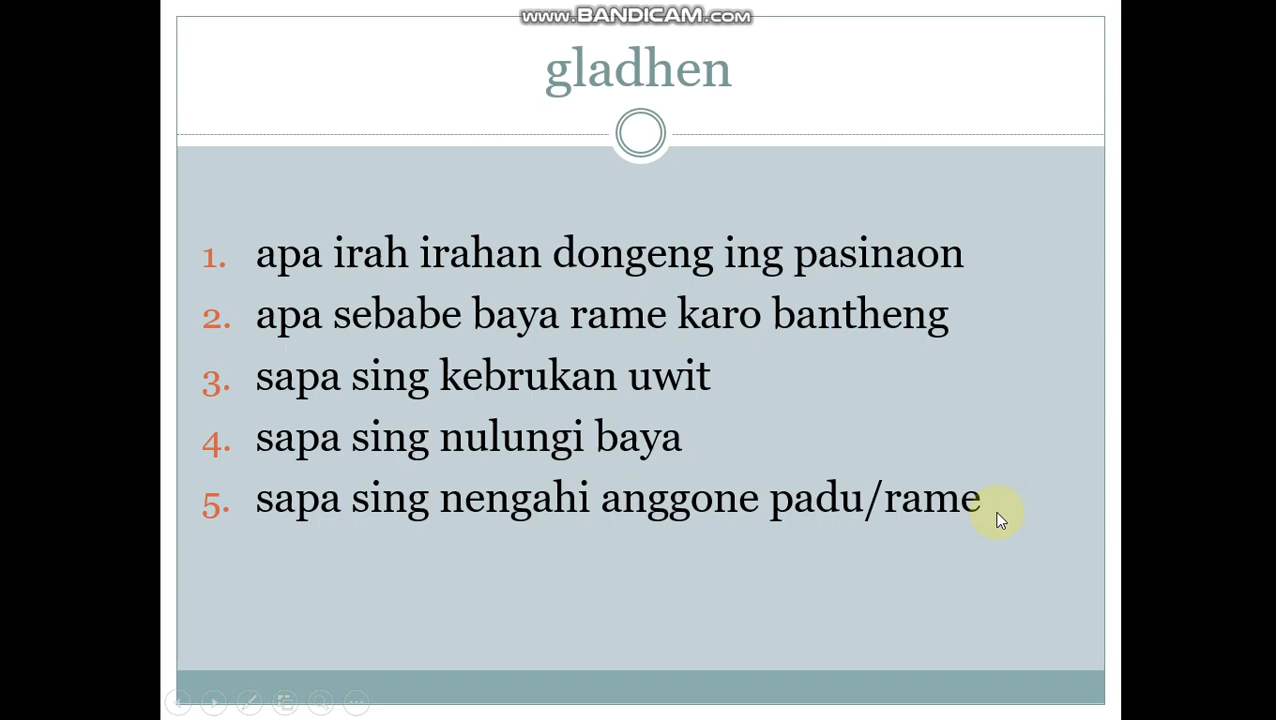 www.BANDICAM.com
gladhen
1. apa irah irahan dongeng ing pasinaon
2. apa sebabe baya rame karo bantheng
3. sapa sing kebrukan uwit
4. sapa sing nulungi baya
5. sapa sing nengahi anggone padu/rame